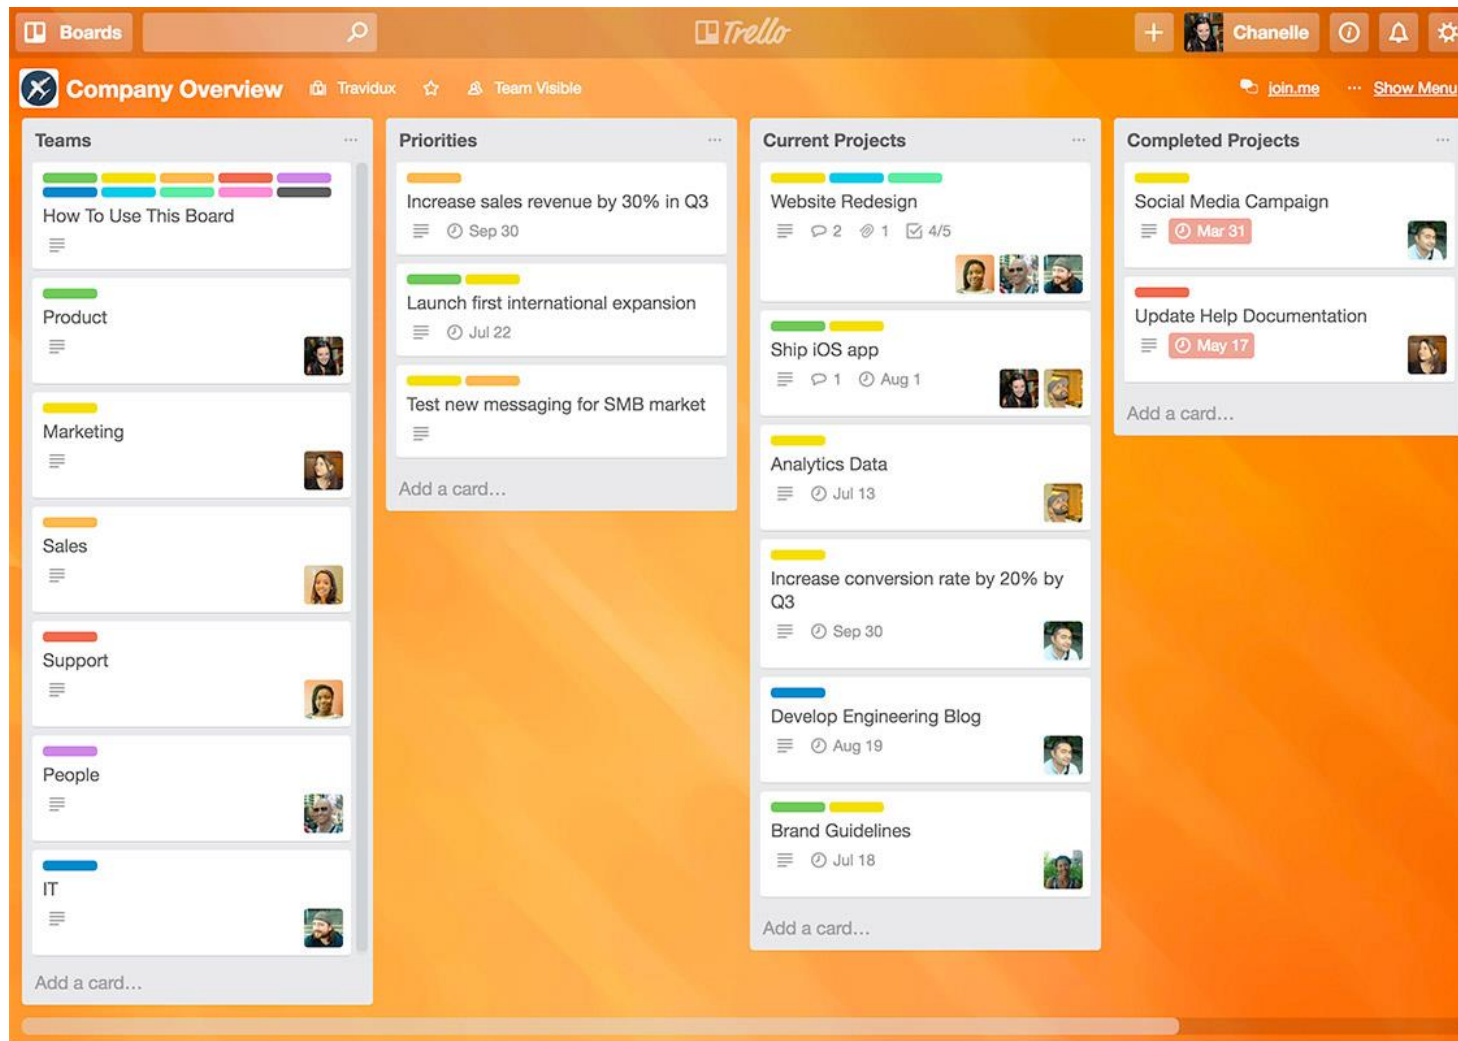 Boards
Trello
Chanelle
Company Overview
Travidux
Team Visible
join.me
... Show Menu
Teams
...
How To Use This Board
Product
Marketing
Sales
Support
People
IT
Add a card...
Priorities
...
Increase sales revenue by 30% in Q3
Sep 30
Launch first international expansion
Jul 22
Test new messaging for SMB market
Add a card...
Current Projects
...
Website Redesign
2 1 4/5
Ship iOS app
1 Aug 1
Analytics Data
Jul 13
Increase conversion rate by 20% by
Q3
Sep 30
Develop Engineering Blog
Aug 19
Brand Guidelines
Jul 18
Add a card...
Completed Projects
...
Social Media Campaign
Mar 31
Update Help Documentation
May 17
Add a card...